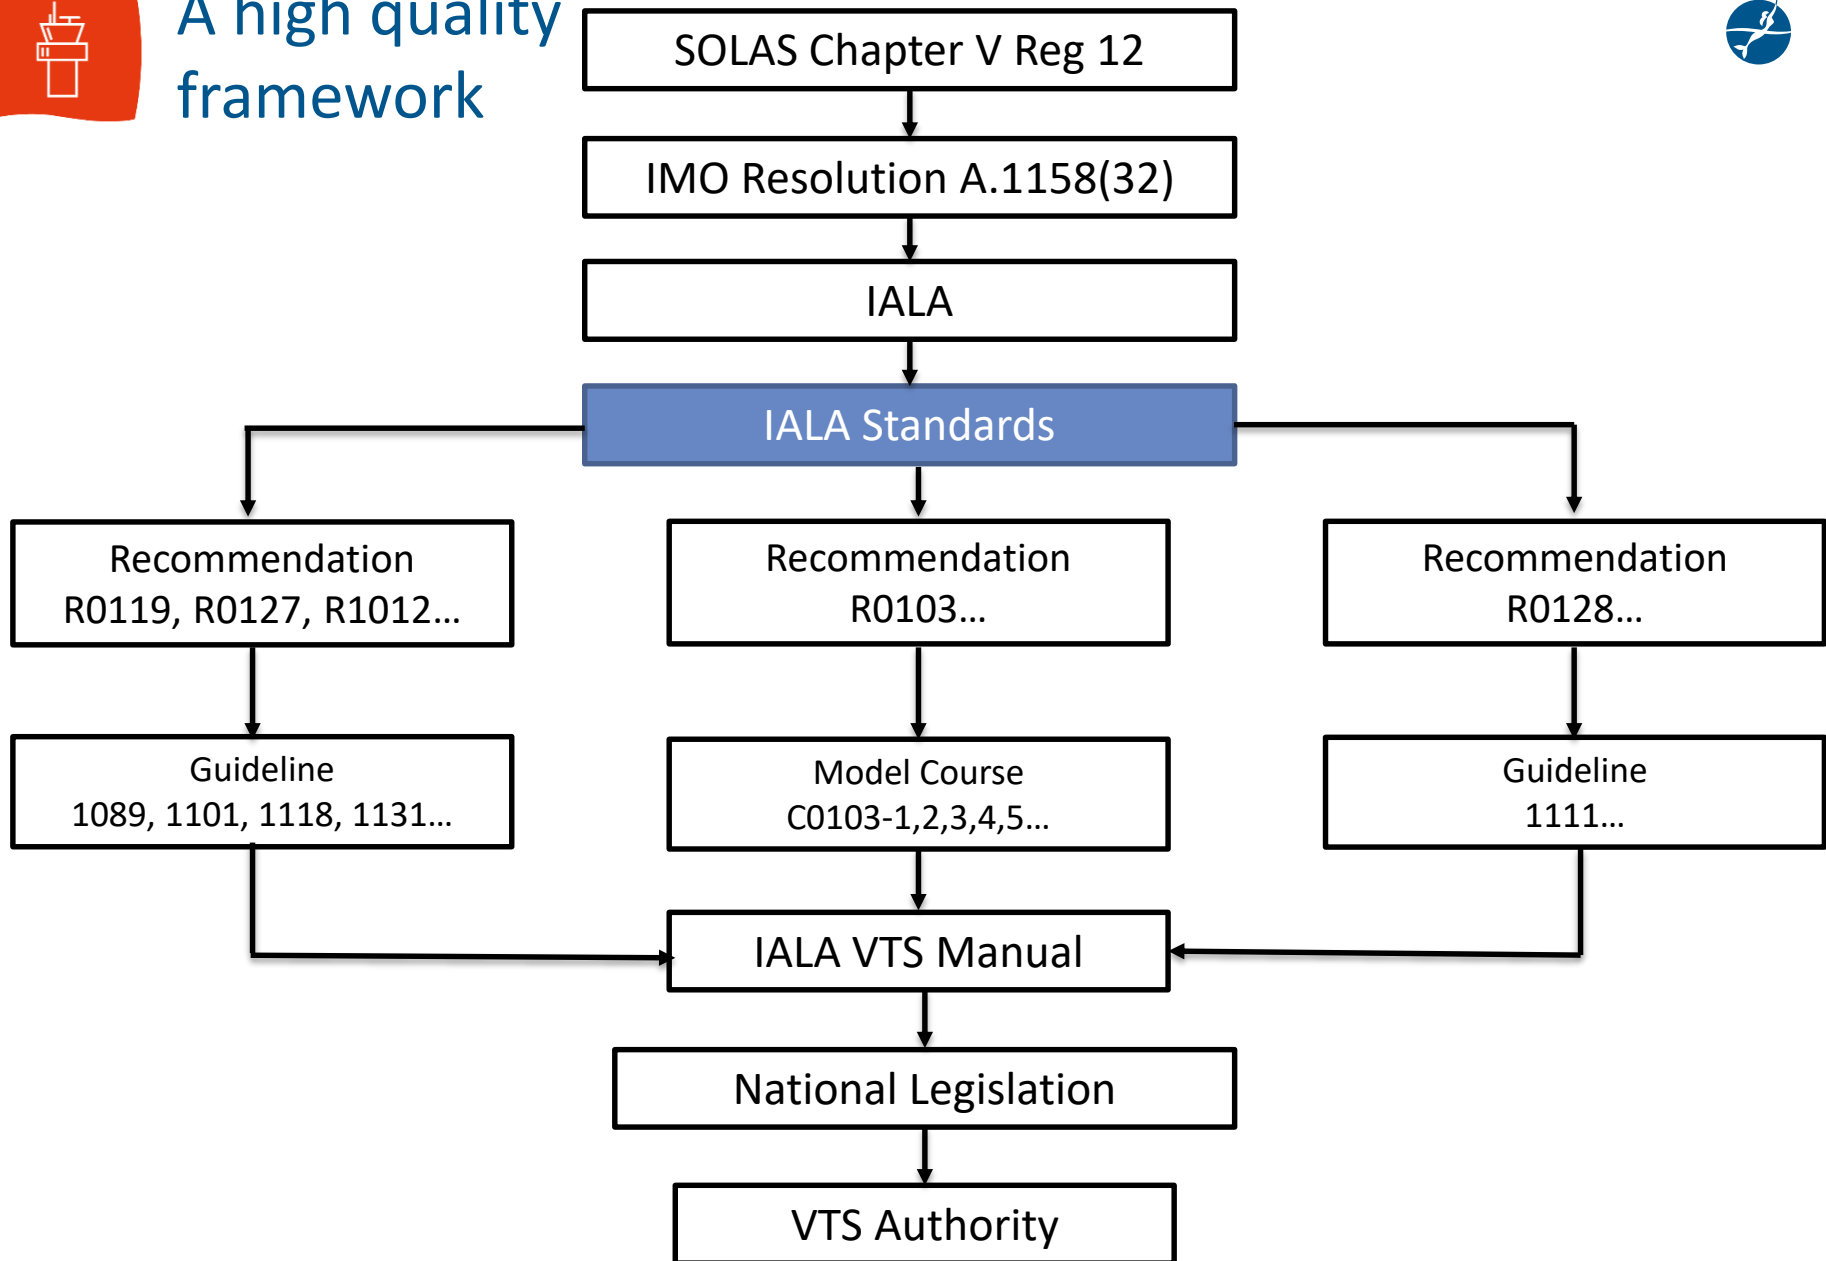 A high quality
framework
SOLAS Chapter V Reg 12
IMO Resolution A.1158(32)
IALA
IALA Standards
Recommendation
R0119, R0127, R1012...
Recommendation
R0103...
Recommendation
R0128...
Guideline
1089, 1101, 1118, 1131...
Model Course
C0103-1,2,3,4,5...
Guideline
1111...
IALA VTS Manual
National Legislation
VTS Authority